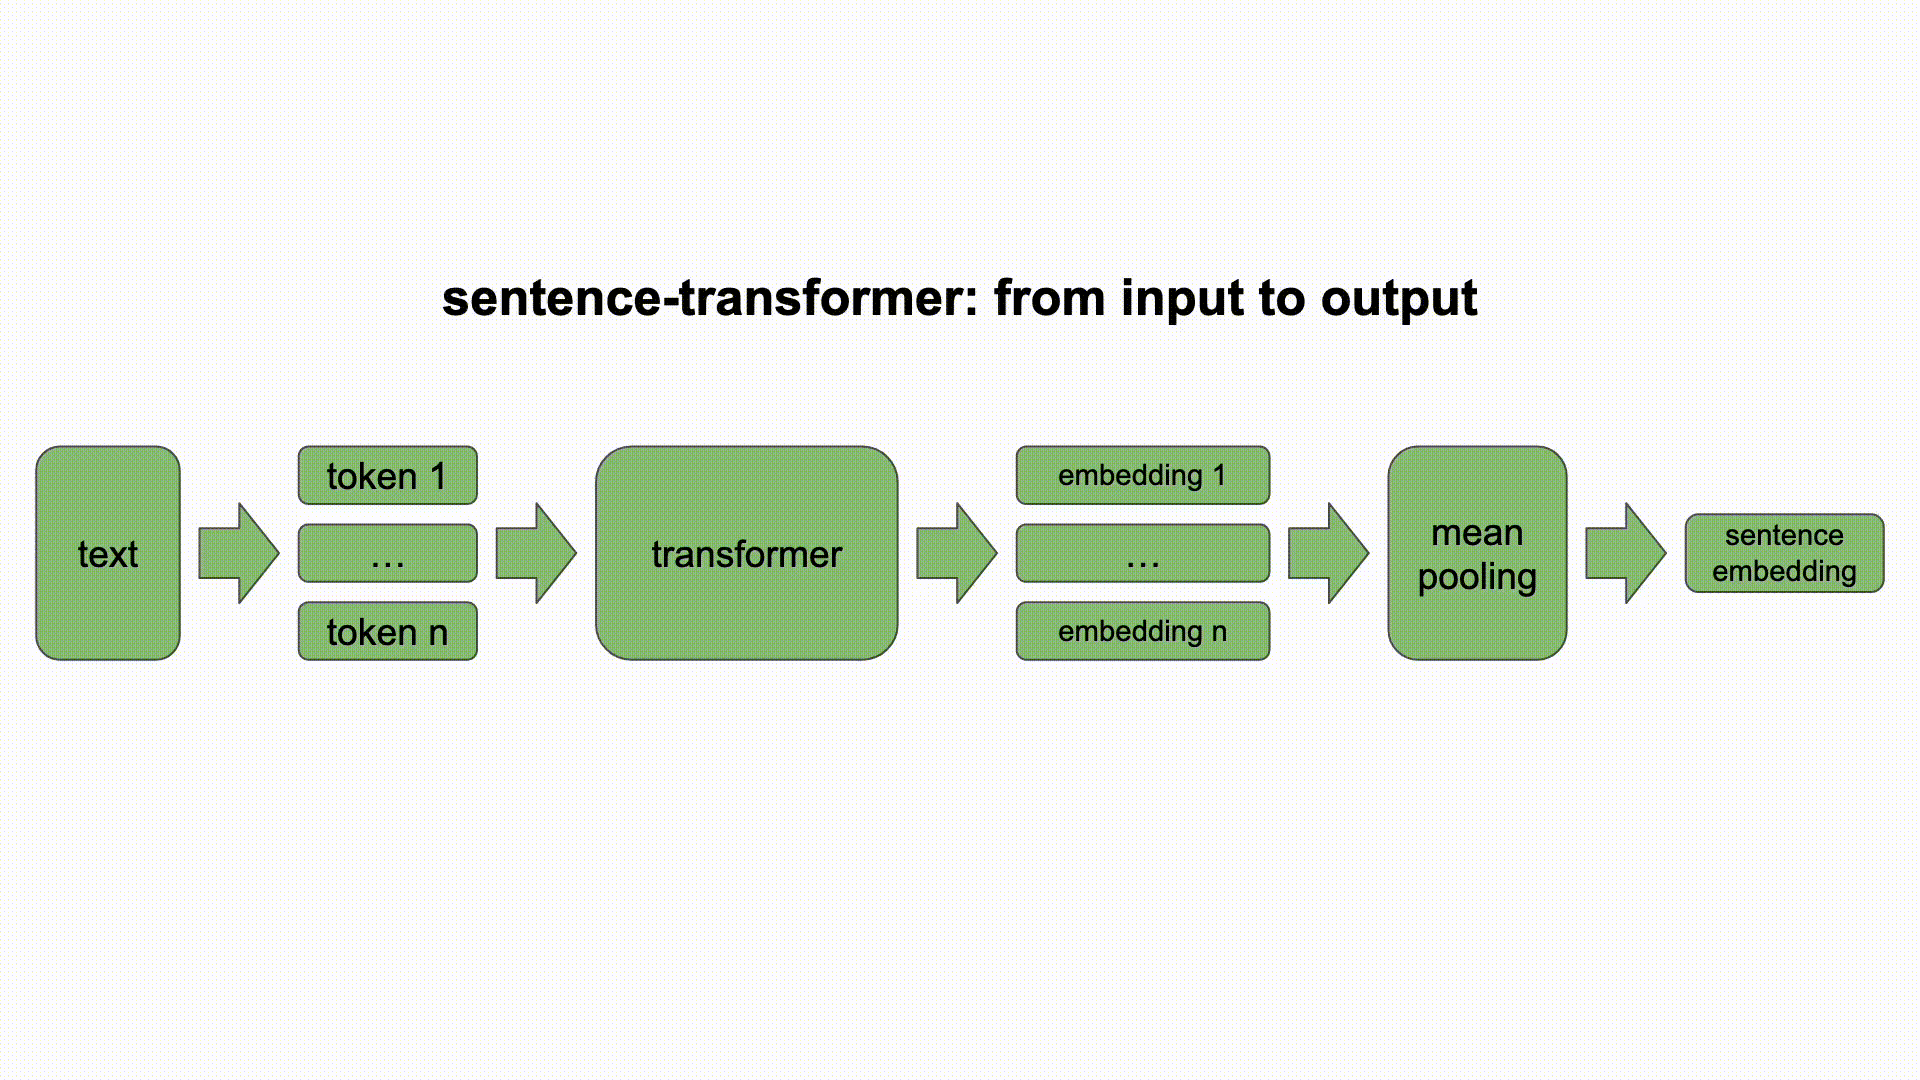 sentence-transformer: from input to output
text
token 1
...
token n
transformer
embedding 1
...
embedding n
mean
pooling
sentence
embedding